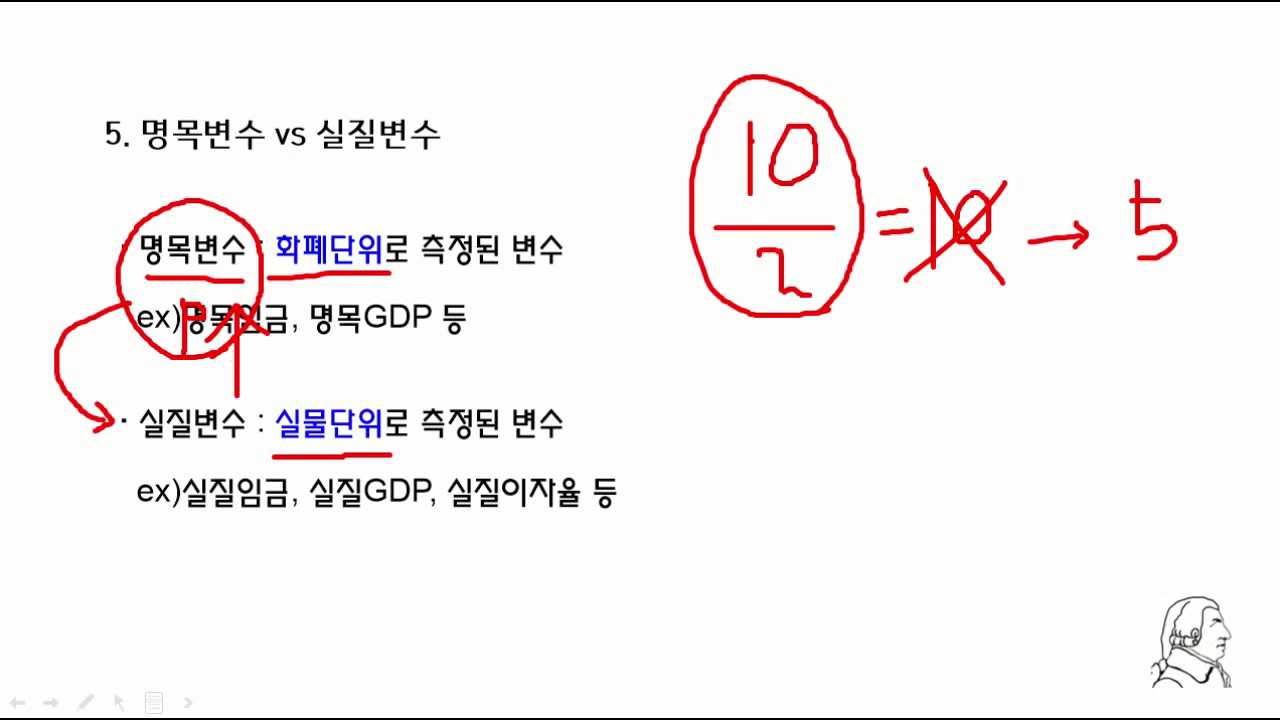 5. 명목변수 vs 실질변수
· 명목변수 : 화폐단위로 측정된 변수
P
ex)명목임금, 명목GDP 등
· 실질변수 : 실물단위로 측정된 변수
ex)실질임금, 실질GDP, 실질이자율 등
10
2
= 10 → 5